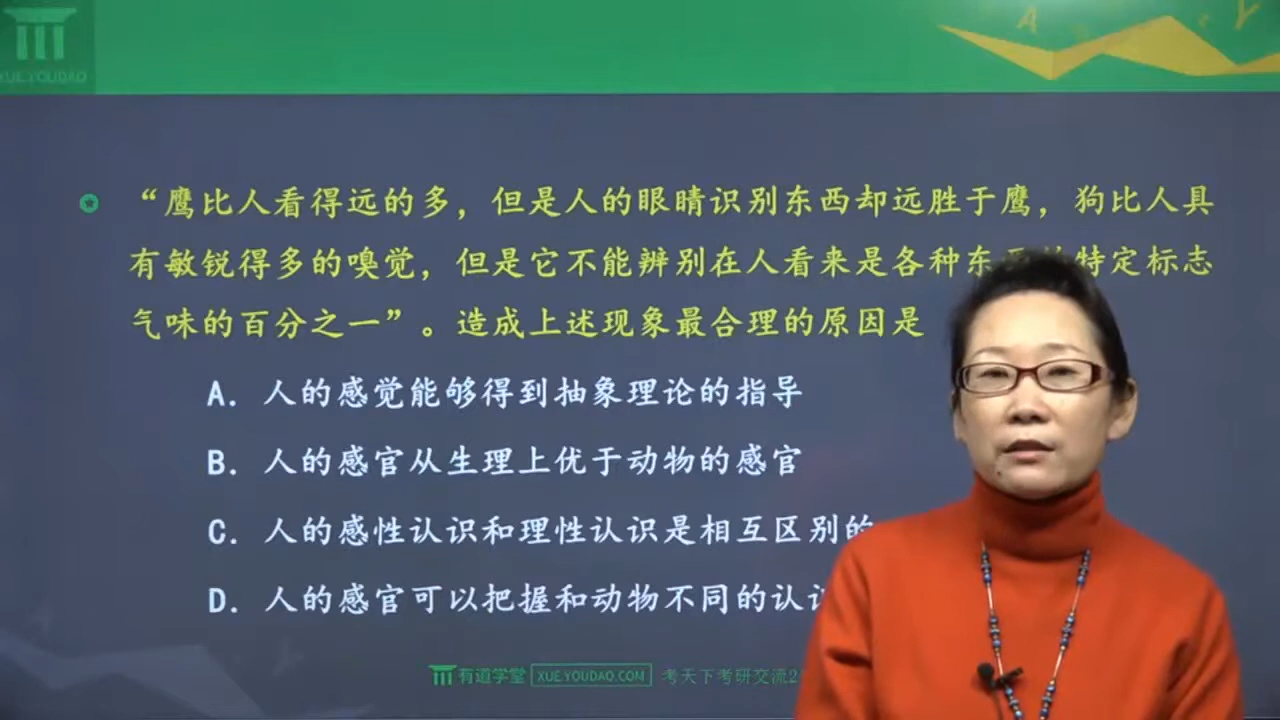 XUE.YOUDAO
“鹰比人看得远的多，但是人的眼睛识别东西却远胜于鹰，狗比人具
有敏锐得多的嗅觉，但是它不能辨别在人看来是各种东 特定标志
气味的百分之一”。造成上述现象最合理的原因是
A. 人的感觉能够得到抽象理论的指导
B. 人的感官从生理上优于动物的感官
C. 人的感性认识和理性认识是相互区别的
D. 人的感官可以把握和动物不同的认
有道学堂 XUE.YOUDAO.COM 考天下考研交流2